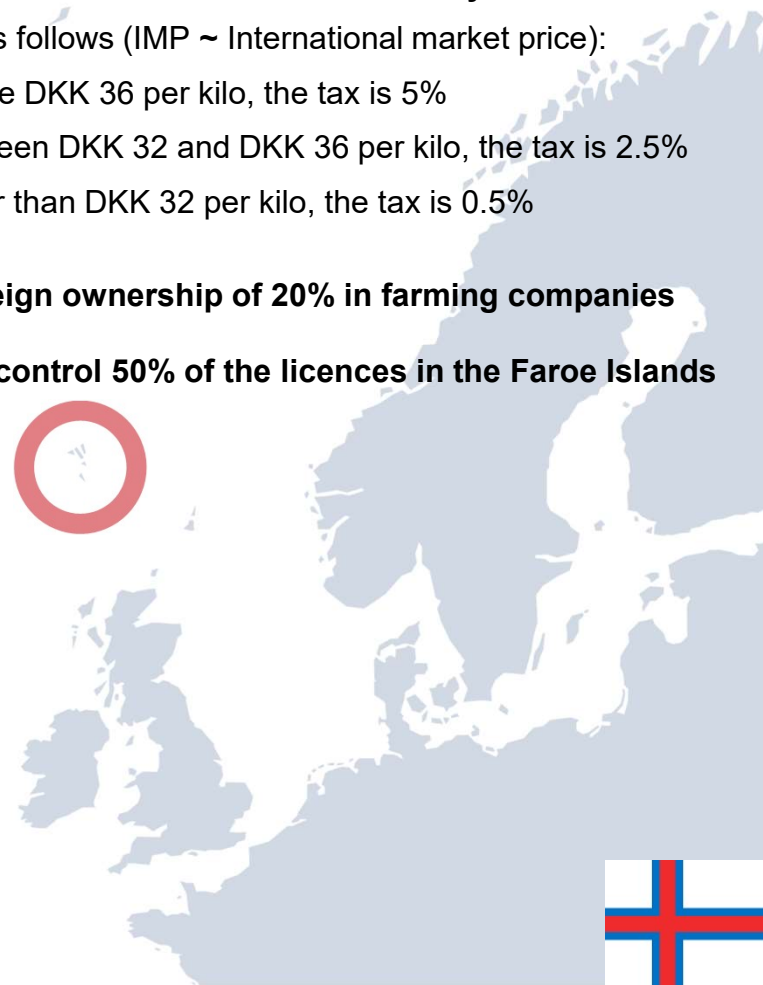 s follows (IMP ~ International market price):
e DKK 36 per kilo, the tax is 5%
een DKK 32 and DKK 36 per kilo, the tax is 2.5%
r than DKK 32 per kilo, the tax is 0.5%
eign ownership of 20% in farming companies
control 50% of the licences in the Faroe Islands